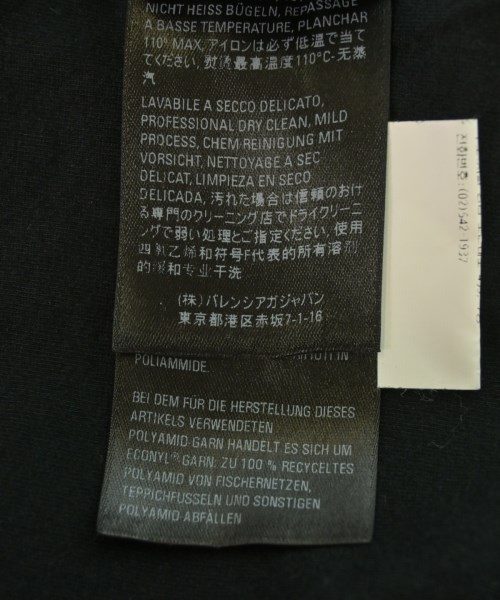 NICHT HEISS BÜGELN, REPASSAGE
A BASSE TEMPERATURE, PLANCHAR
110° MAX, アイロンは必ず低温で当
てください, 熨烫最高温度110°C-无蒸
汽
LAVABILE A SECCO DELICATO,
PROFESSIONAL DRY CLEAN, MILD
PROCESS, CHEM.REINIGUNG MIT
VORSICHT, NETTOYAGE A SEC
DELICAT, LIMPIEZA EN SECO
DELICADA, 汚れた場合は信頼のおけ
る専門のクリーニング店でドライクリーニ
ングで弱い処理とご指定ください, 使用
四氯乙烯和符号F代表的所有溶剂
的缓和专业干洗
(株) バレンシアガジャパン
東京都港区赤坂7-1-16
POLIAMMIDE.
BEI DEM FÜR DIE HERSTELLUNG DIESES
ARTIKELS VERWENDETEN
POLYAMID-GARN HANDELT ES SICH UM
ECONYL® GARN: ZU 100 % RECYCELTES
POLYAMID VON FISCHERNETZEN,
TEPPICHFUSSELN UND SONSTIGEN
POLYAMID ABFÄLLEN
전화번호: (02)542-1937